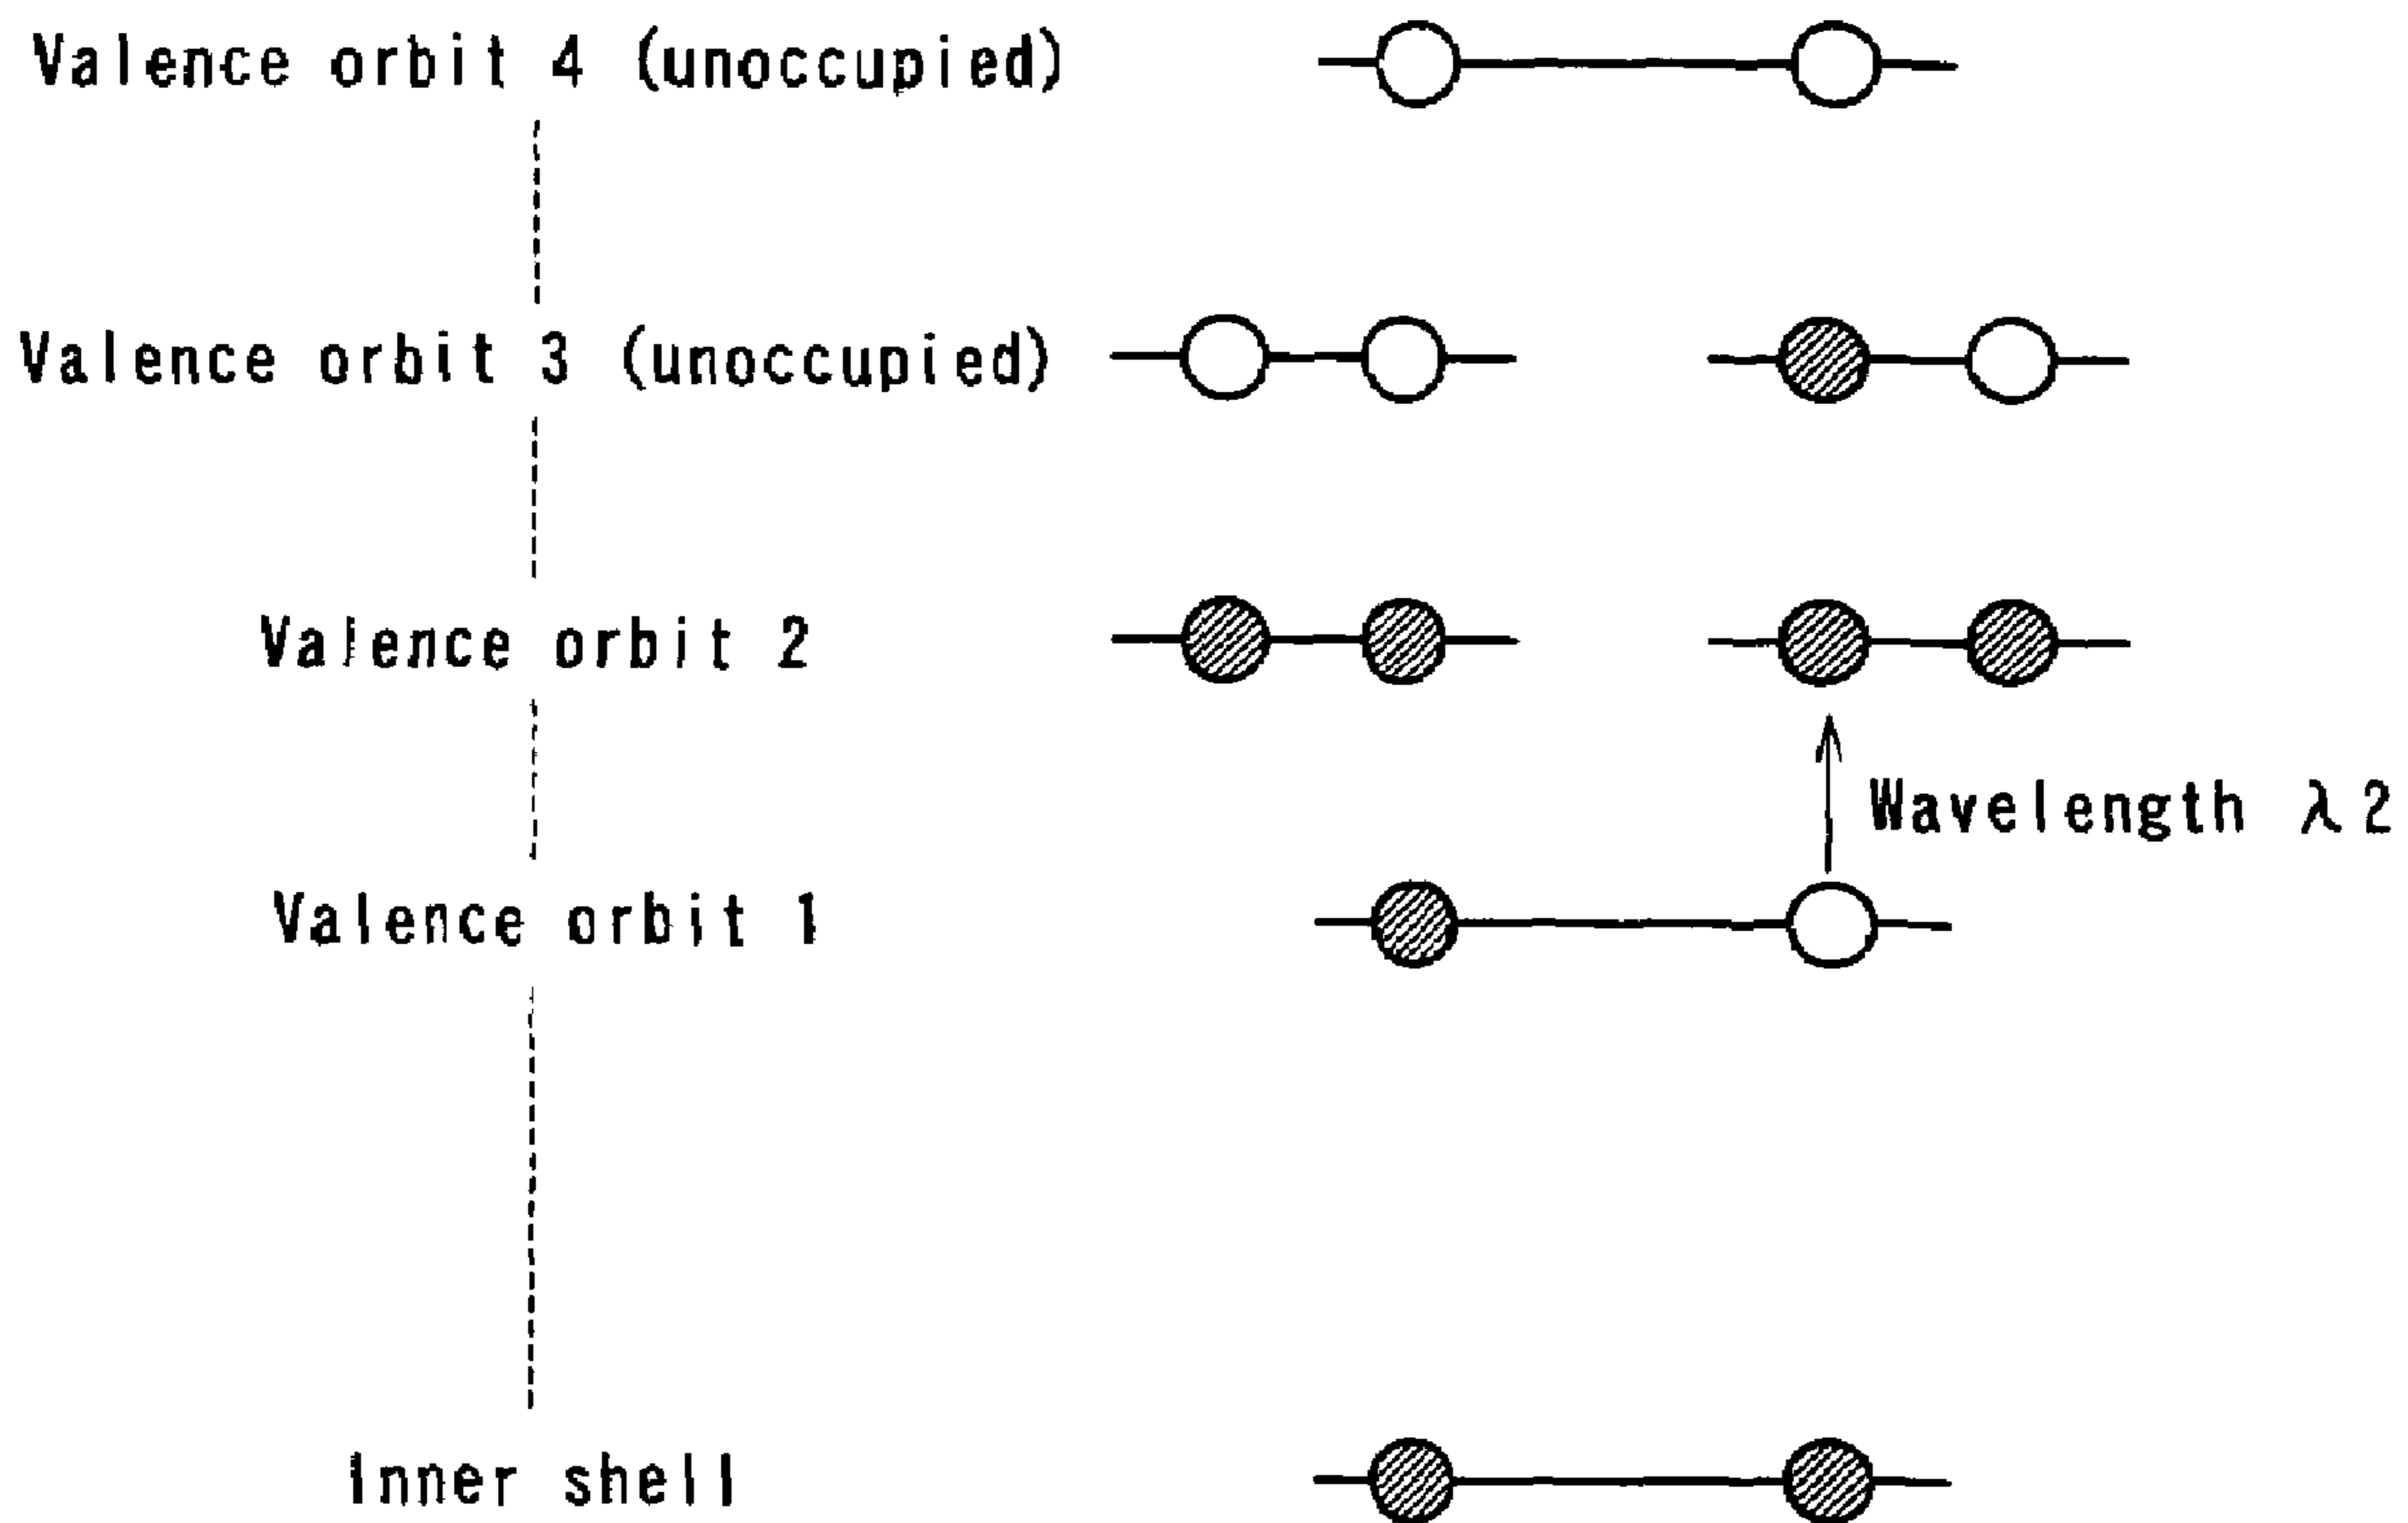 Valence orbit 4 (unoccupied)
Valence orbit 3 (unoccupied)
Valence orbit 2
Wavelength λ2
Valence orbit 1
Inner shell